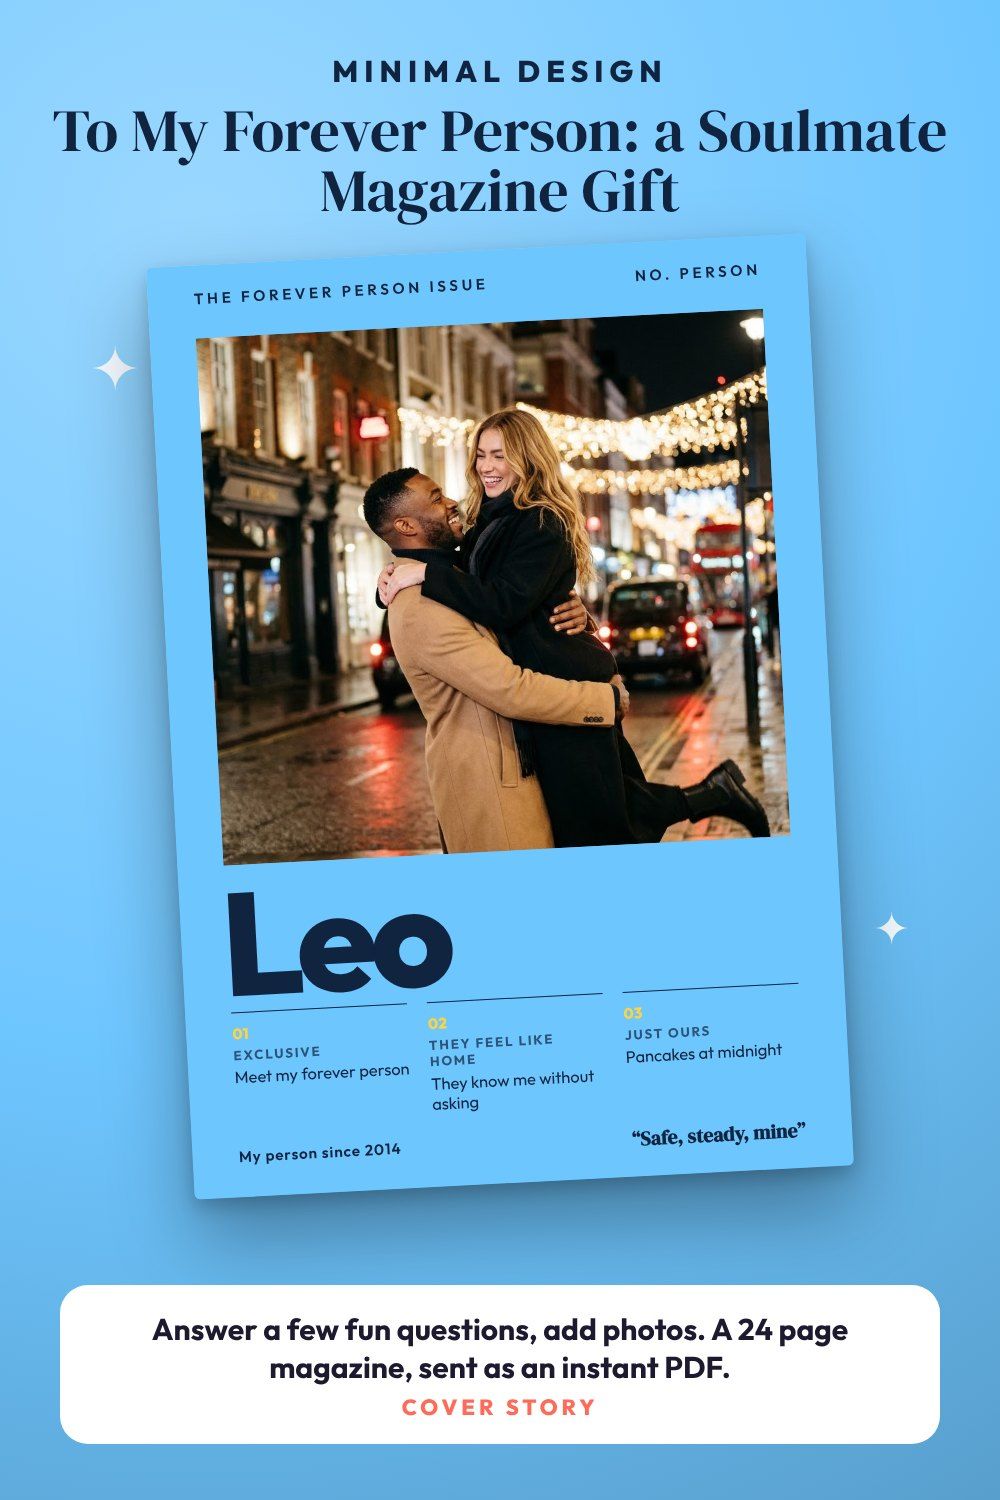 MINIMAL DESIGN
To My Forever Person: a Soulmate
Magazine Gift
THE FOREVER PERSON ISSUE
NO. PERSON
Leo
01
EXCLUSIVE
Meet my forever person
02
THEY FEEL LIKE
HOME
They know me without
asking
03
JUST OURS
Pancakes at midnight
My person since 2014
“Safe, steady, mine”
Answer a few fun questions, add photos. A 24 page
magazine, sent as an instant PDF.
COVER STORY